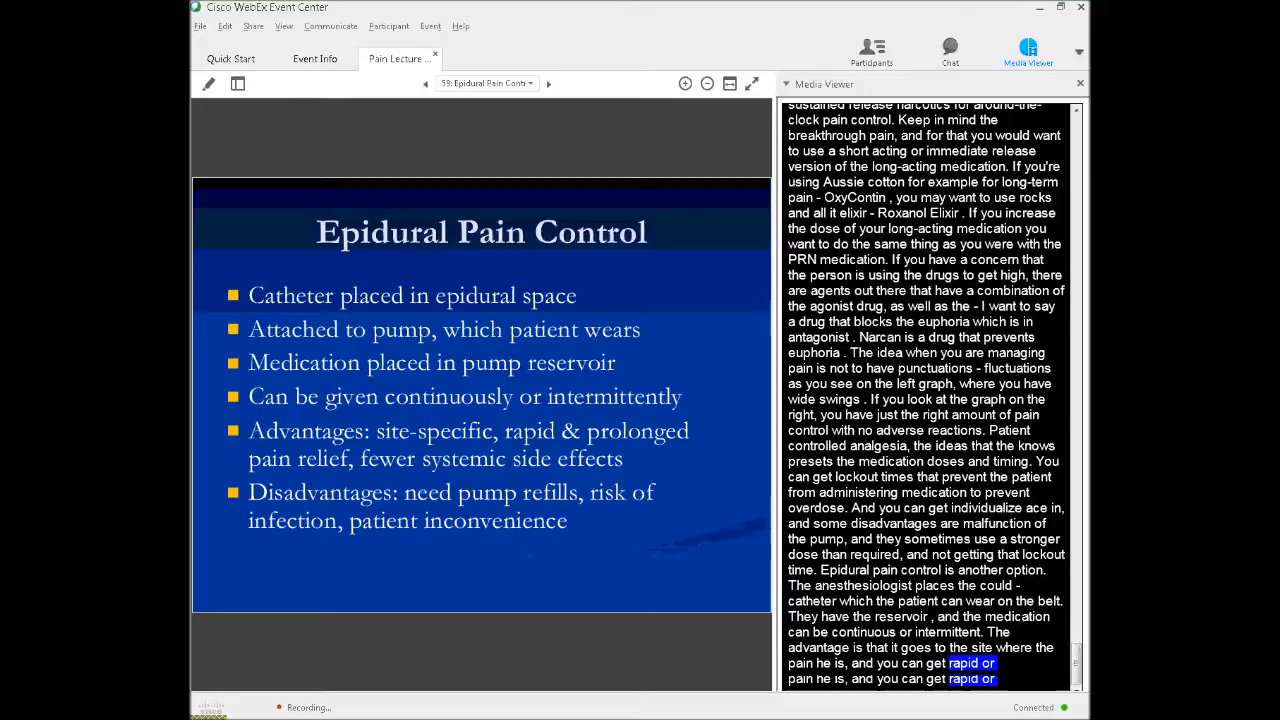 Cisco WebEx Event Center
File Edit Share View Communicate Participant Event Help
Quick Start Event Info Pain Lecture ...
Participants Chat Media Viewer
59: Epidural Pain Contr
Media Viewer
Epidural Pain Control
Catheter placed in epidural space
Attached to pump, which patient wears
Medication placed in pump reservoir
Can be given continuously or intermittently
Advantages: site-specific, rapid & prolonged
pain relief, fewer systemic side effects
Disadvantages: need pump refills, risk of
infection, patient inconvenience
sustained release narcotics for around-the-
clock pain control. Keep in mind the
breakthrough pain, and for that you would want
to use a short acting or immediate release
version of the long-acting medication. If you're
using Aussie cotton for example for long-term
pain - OxyContin , you may want to use rocks
and all it elixir - Roxanol Elixir . If you increase
the dose of your long-acting medication you
want to do the same thing as you were with the
PRN medication. If you have a concern that
the person is using the drugs to get high, there
are agents out there that have a combination of
the agonist drug, as well as the - I want to say
a drug that blocks the euphoria which is in
antagonist . Narcan is a drug that prevents
euphoria . The idea when you are managing
pain is not to have punctuations - fluctuations
as you see on the left graph, where you have
wide swings . If you look at the graph on the
right, you have just the right amount of pain
control with no adverse reactions. Patient
controlled analgesia, the ideas that the knows
presets the medication doses and timing. You
can get lockout times that prevent the patient
from administering medication to prevent
overdose. And you can get individualize ace in,
and some disadvantages are malfunction of
the pump, and they sometimes use a stronger
dose than required, and not getting that lockout
time. Epidural pain control is another option.
The anesthesiologist places the could -
catheter which the patient can wear on the belt.
They have the reservoir , and the medication
can be continuous or intermittent. The
advantage is that it goes to the site where the
pain he is, and you can get rapid or
pain he is, and you can get rapid or
cisco Recording... Connected